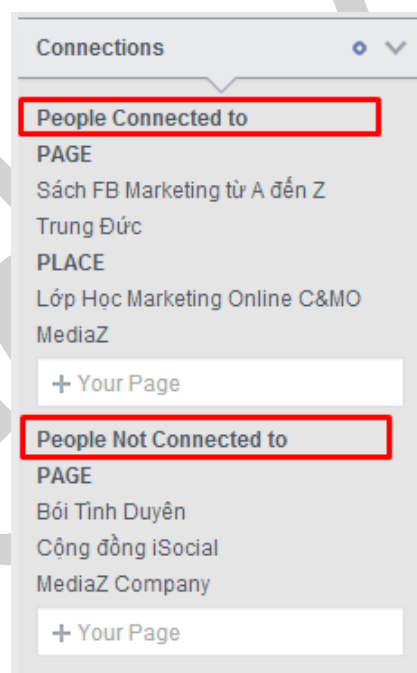 Connections
People Connected to
PAGE
Sách FB Marketing từ A đến Z
Trung Đức
PLACE
Lớp Học Marketing Online C&MO
MediaZ
+ Your Page
People Not Connected to
PAGE
Bói Tình Duyên
Cộng đồng iSocial
MediaZ Company
+ Your Page